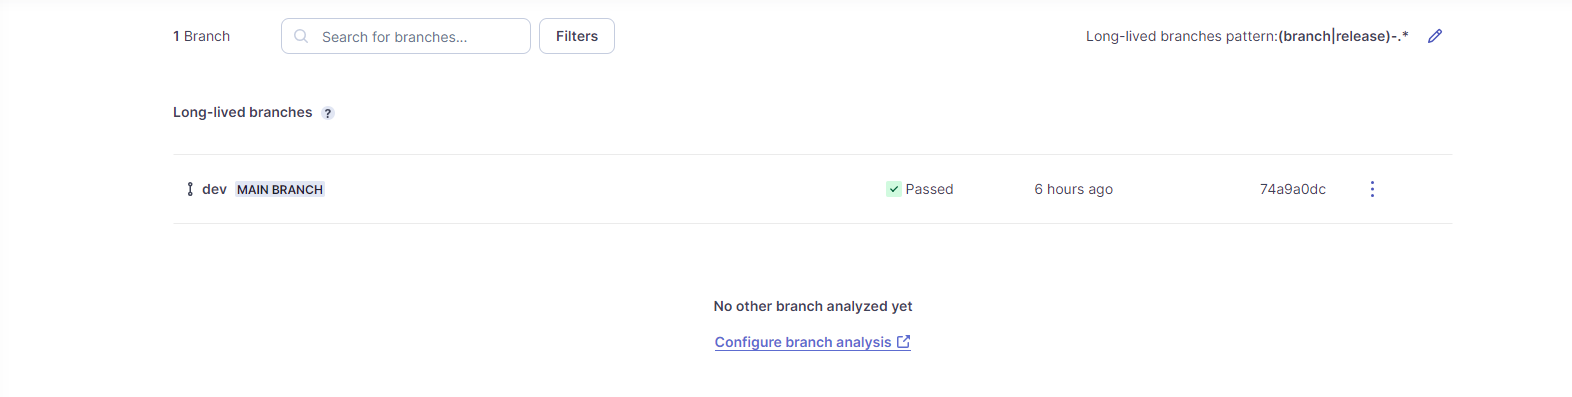 1 Branch
Search for branches...
Filters
Long-lived branches pattern:(branch|release)-.*
Long-lived branches ?
dev MAIN BRANCH Passed 6 hours ago 74a9a0dc
No other branch analyzed yet
Configure branch analysis